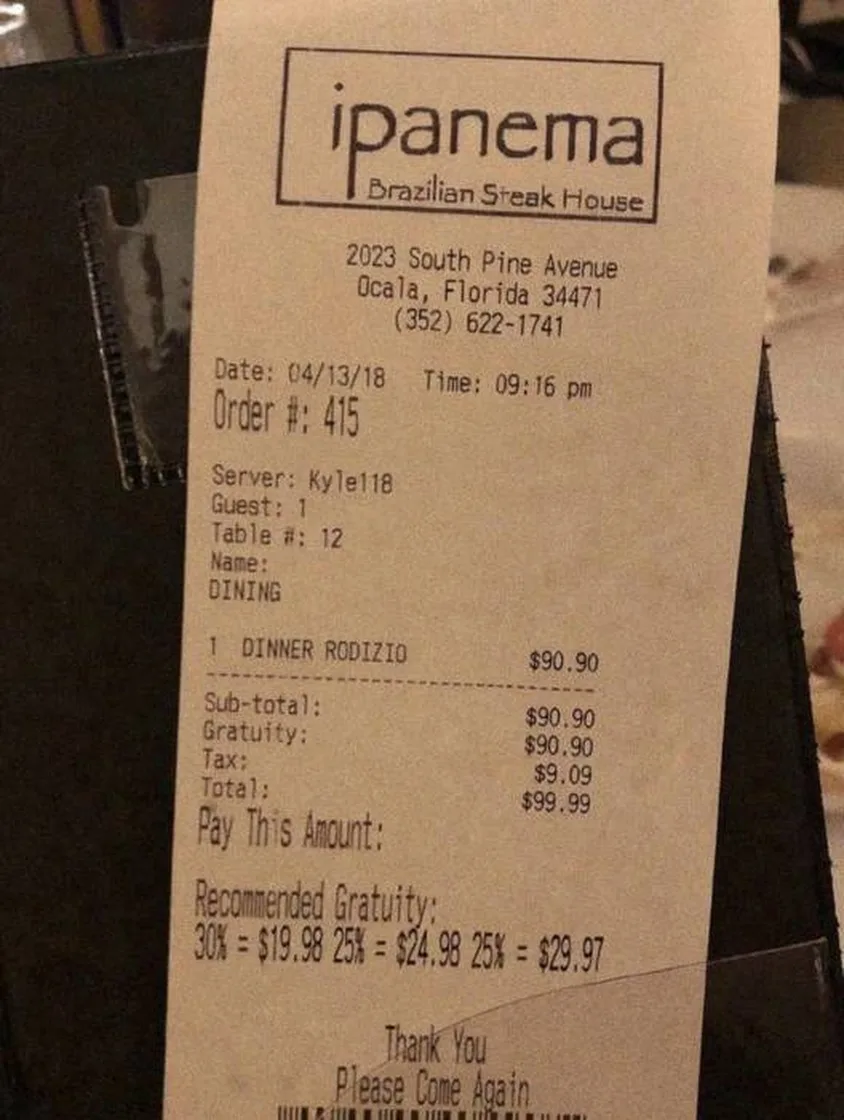 ipanema
Brazilian Steak House
2023 South Pine Avenue
Ocala, Florida 34471
(352) 622-1741
Date: 04/13/18 Time: 09:16 pm
Order #: 415
Server: Kyle118
Guest: 1
Table #: 12
Name:
DINING
1 DINNER RODIZIO $90.90
Sub-total: $90.90
Gratuity: $90.90
Tax: $9.09
Total: $99.99
Pay This Amount:
Recommended Gratuity:
30% = $19.98 25% = $24.98 25% = $29.97
Thank You
Please Come Again